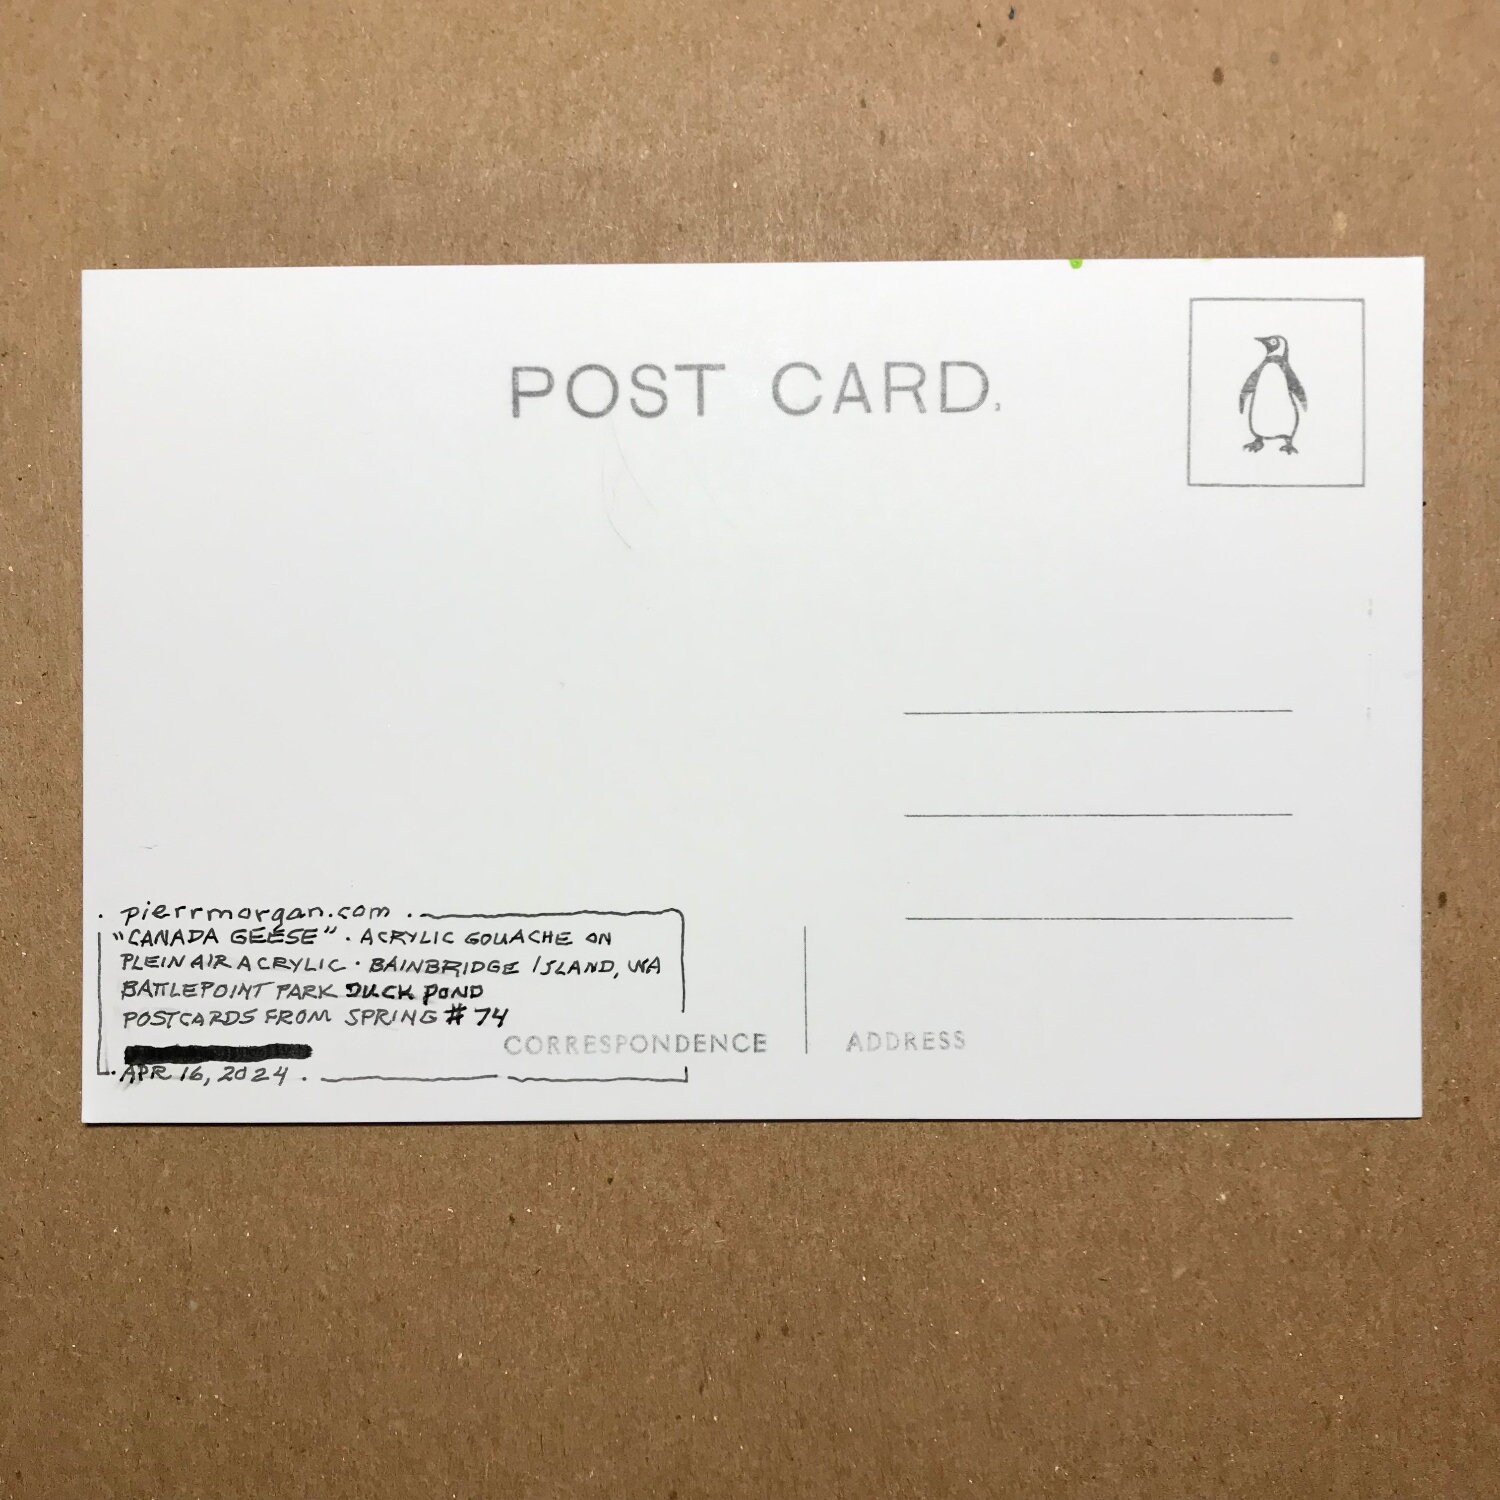 POST CARD.
. pierrmorgan.com .
"CANADA GEESE" · ACRYLIC GOUACHE ON
PLEIN AIR ACRYLIC · BAINBRIDGE ISLAND, WA
BATTLEPOINT PARK DUCK POND
POSTCARDS FROM SPRING # 74
CORRESPONDENCE
ADDRESS
· APR 16, 2024 .